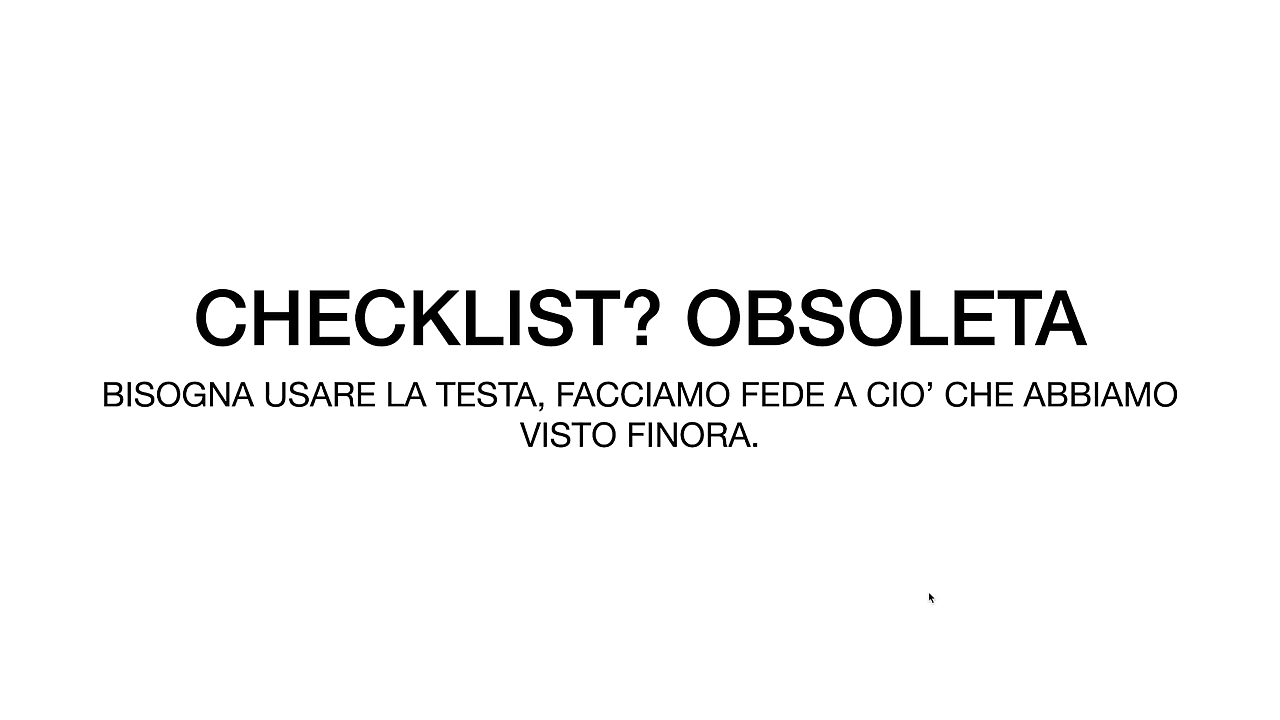 CHECKLIST? OBSOLETA
BISOGNA USARE LA TESTA, FACCIAMO FEDE A CIO’ CHE ABBIAMO
VISTO FINORA.